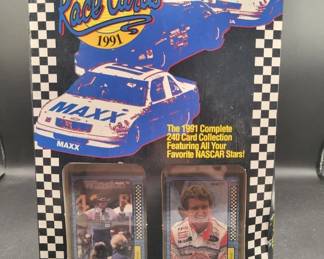 Race Cards
1991
MAXX
MAXX
The 1991 Complete
240 Card Collection
Featuring All Your
Favorite NASCAR Stars!